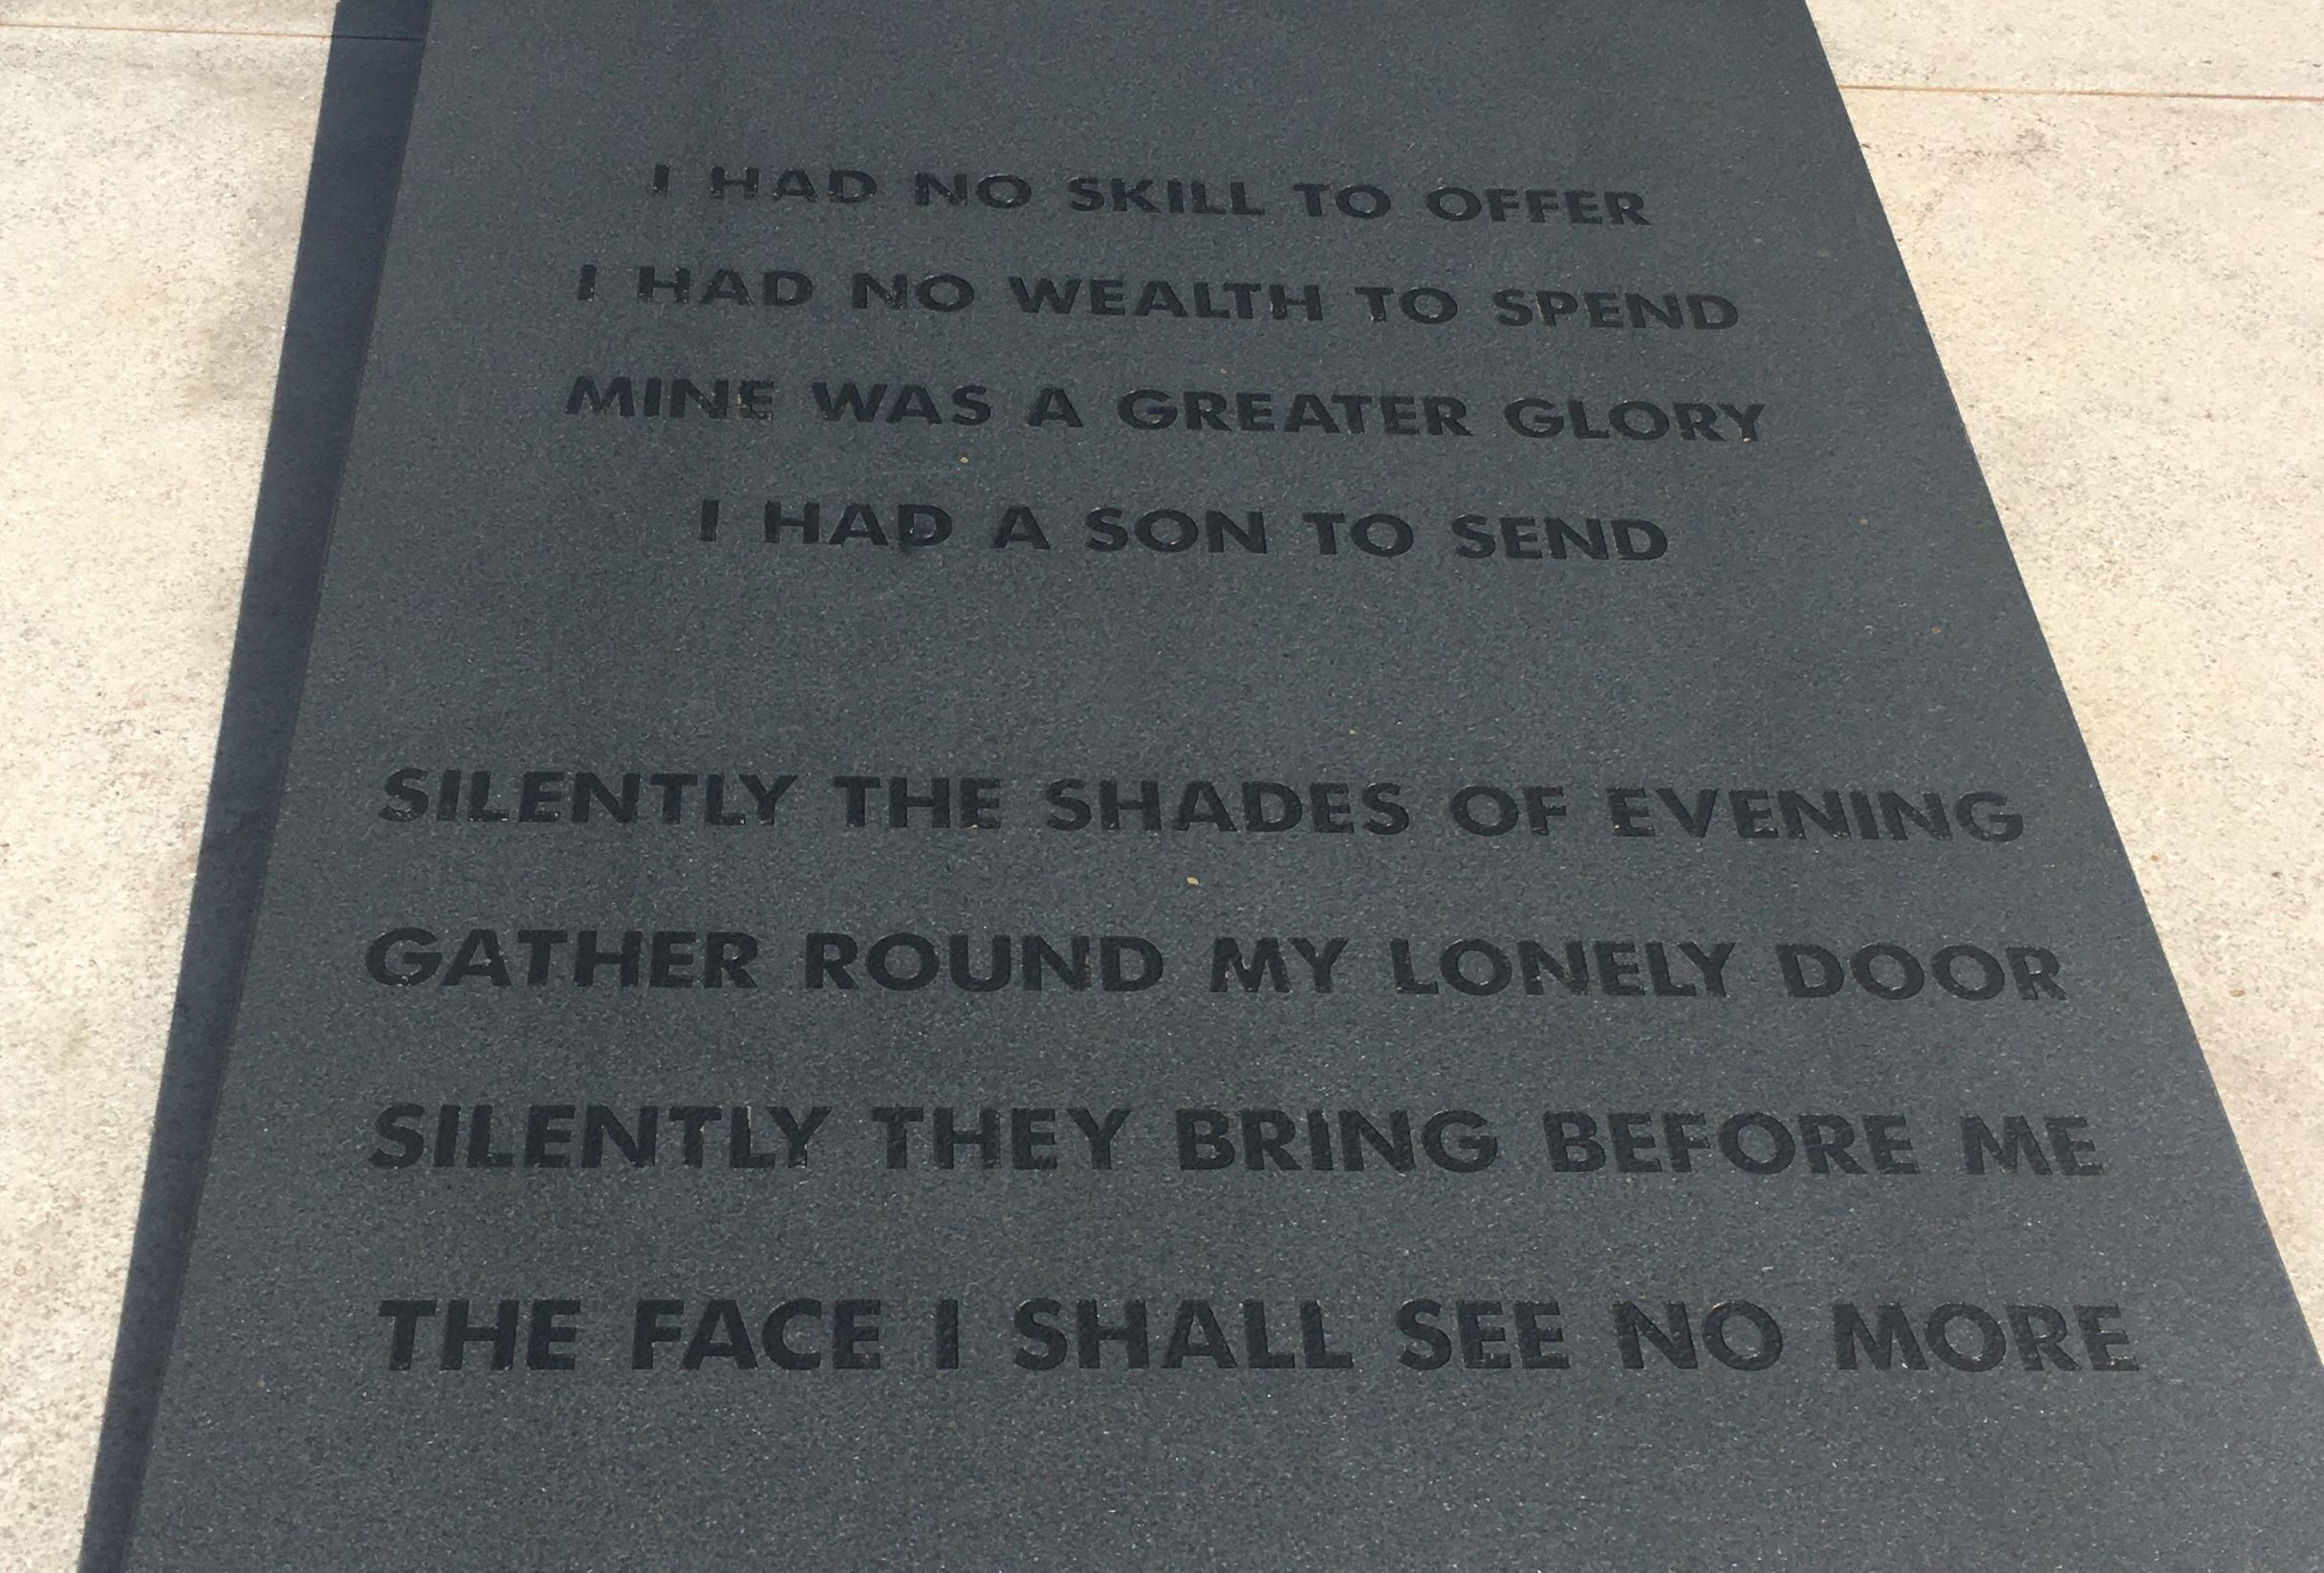 I HAD NO SKILL TO OFFER
I HAD NO WEALTH TO SPEND
MINE WAS A GREATER GLORY
I HAD A SON TO SEND
SILENTLY THE SHADES OF EVENING
GATHER ROUND MY LONELY DOOR
SILENTLY THEY BRING BEFORE ME
THE FACE I SHALL SEE NO MORE